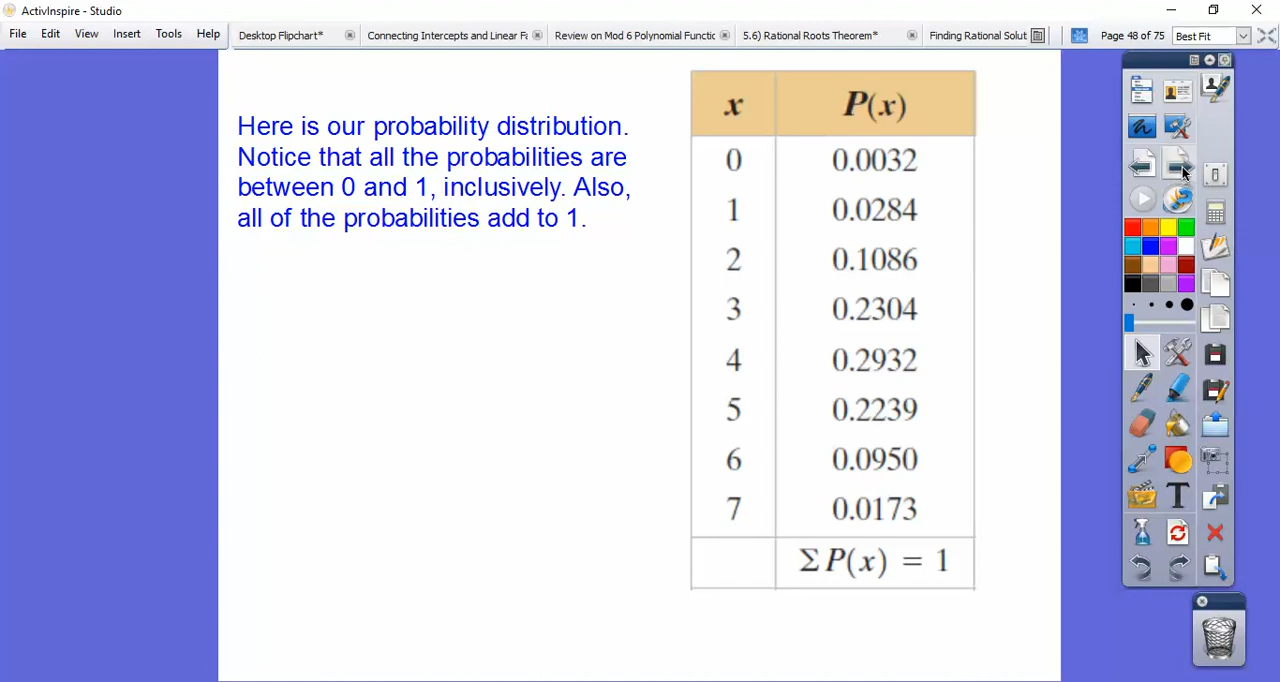 ActivInspire - Studio
File Edit View Insert Tools Help
Desktop Flipchart*
Connecting Intercepts and Linear Fa
Review on Mod 6 Polynomial Functic
5.6) Rational Roots Theorem*
Finding Rational Solut
Page 48 of 75
Best Fit
Here is our probability distribution.
Notice that all the probabilities are
between 0 and 1, inclusively. Also,
all of the probabilities add to 1.
x P(x)
0 0.0032
1 0.0284
2 0.1086
3 0.2304
4 0.2932
5 0.2239
6 0.0950
7 0.0173
Σ P(x) = 1
T